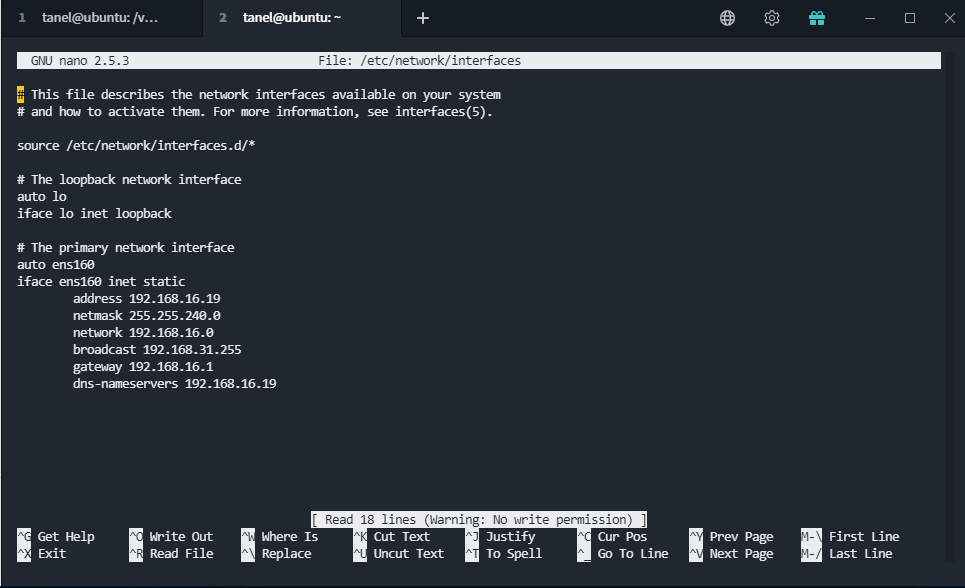 1 tanel@ubuntu: /v... 2 tanel@ubuntu: ~
GNU nano 2.5.3 File: /etc/network/interfaces
# This file describes the network interfaces available on your system
# and how to activate them. For more information, see interfaces(5).
source /etc/network/interfaces.d/*
# The loopback network interface
auto lo
iface lo inet loopback
# The primary network interface
auto ens160
iface ens160 inet static
address 192.168.16.19
netmask 255.255.240.0
network 192.168.16.0
broadcast 192.168.31.255
gateway 192.168.16.1
dns-nameservers 192.168.16.19
[ Read 18 lines (Warning: No write permission) ]
^G Get Help ^O Write Out ^W Where Is ^K Cut Text ^J Justify ^C Cur Pos ^Y Prev Page M-\ First Line
^X Exit ^R Read File ^\ Replace ^U Uncut Text ^T To Spell ^_ Go To Line ^V Next Page M-/ Last Line